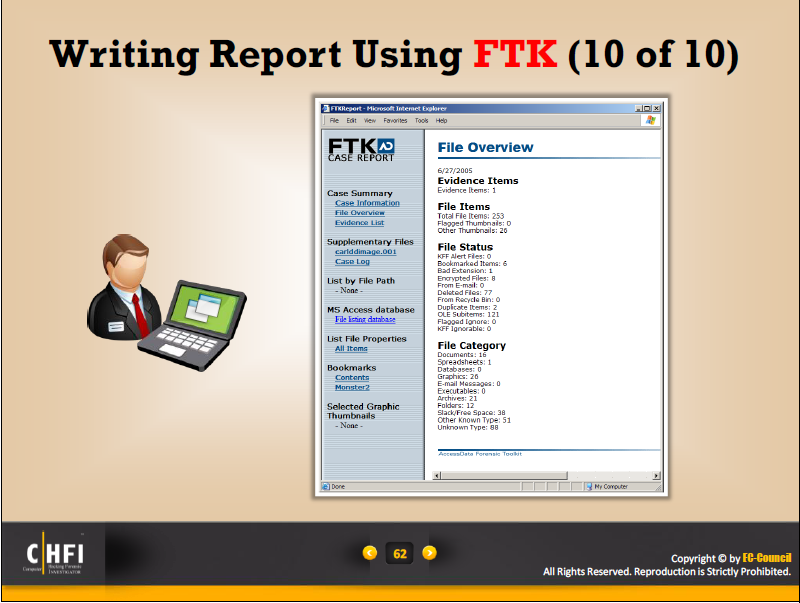 Writing Report Using FTK (10 of 10)
FTKReport - Microsoft Internet Explorer
File Edit View Favorites Tools Help
FTK AD
CASE REPORT
Case Summary
Case Information
File Overview
Evidence List
Supplementary Files
carlddimage.001
Case Log
List by File Path
- None -
MS Access database
File listing database
List File Properties
All Items
Bookmarks
Contents
Monster2
Selected Graphic
Thumbnails
- None -
File Overview
6/27/2005
Evidence Items
Evidence Items: 1
File Items
Total File Items: 253
Flagged Thumbnails: 0
Other Thumbnails: 26
File Status
KFF Alert Files: 0
Bookmarked Items: 6
Bad Extension: 1
Encrypted Files: 8
From E-mail: 0
Deleted Files: 77
From Recycle Bin: 0
Duplicate Items: 2
OLE Subitems: 121
Flagged Ignore: 0
KFF Ignorable: 0
File Category
Documents: 16
Spreadsheets: 1
Databases: 0
Graphics: 26
E-mail Messages: 0
Executables: 0
Archives: 21
Folders: 12
Slack/Free Space: 38
Other Known Type: 51
Unknown Type: 88
AccessData Forensic Toolkit
Done
My Computer
CHFI
Computer Hacking Forensic
INVESTIGATOR
62
Copyright © by EC-Council
All Rights Reserved. Reproduction is Strictly Prohibited.